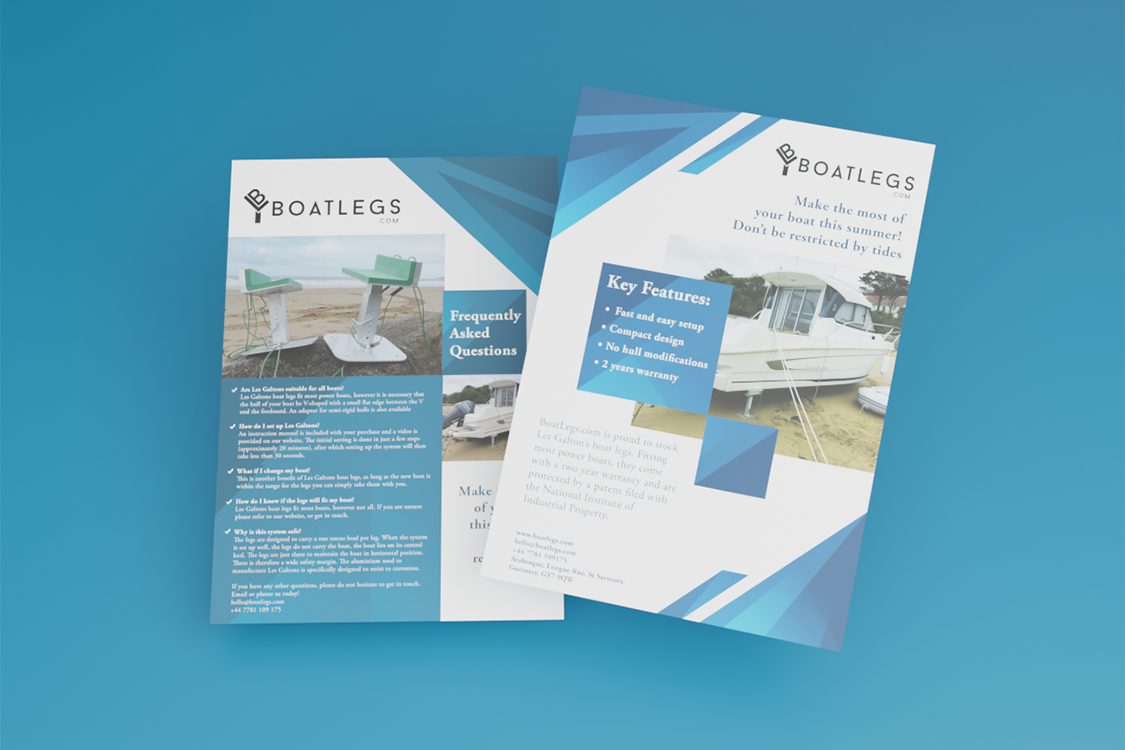 BOATLEGS
.COM
Frequently
Asked
Questions
Are Les Galtons suitable for all boats?
Les Galtons boat legs fit most power boats, however it is necessary that
the hull of your boat be V-shaped with a small flat edge between the V
and the freeboard. An adapter for semi-rigid hulls is also available
How do I set up Les Galtons?
An instruction manual is included with your purchase and a video is
provided on our website. The initial setting is done in just a few steps
(approximately 20 minutes), after which setting up the system will then
take less than 30 seconds.
What if I change my boat?
This is another benefit of Les Galtons boat legs, as long as the new boat is
within the range for the legs you can simply take them with you.
How do I know if the legs will fit my boat?
Les Galtons boat legs fit most boats, however not all. If you are unsure
please refer to our website, or get in touch.
Why is this system safe?
The legs are designed to carry a one tonne load per leg. When the system
is set up well, the legs do not carry the boat, the boat lies on its central
keel. The legs are just there to maintain the boat in horizontal position.
There is therefore a wide safety margin. The aluminium used to
manufacture Les Galtons is specifically designed to resist to corrosion.
If you have any other questions, please do not hesitate to get in touch.
Email or phone us today!
hello@boatlegs.com
+44 7781 109 175
Make
of y
this
re
BOATLEGS
.COM
Make the most of
your boat this summer!
Don't be restricted by tides
Key Features:
• Fast and easy setup
• Compact design
• No hull modifications
• 2 years warranty
BoatLegs.com is proud to stock
Les Galton's boat legs. Fitting
most power boats, they come
with a two year warranty and are
protected by a patent filed with
the National Institute of
Industrial Property.
www.boatlegs.com
hello@boatlegs.com
+44 7781 109175
Arabesque, Longue Rue, St Saviours,
Guernsey, GY7 9QW